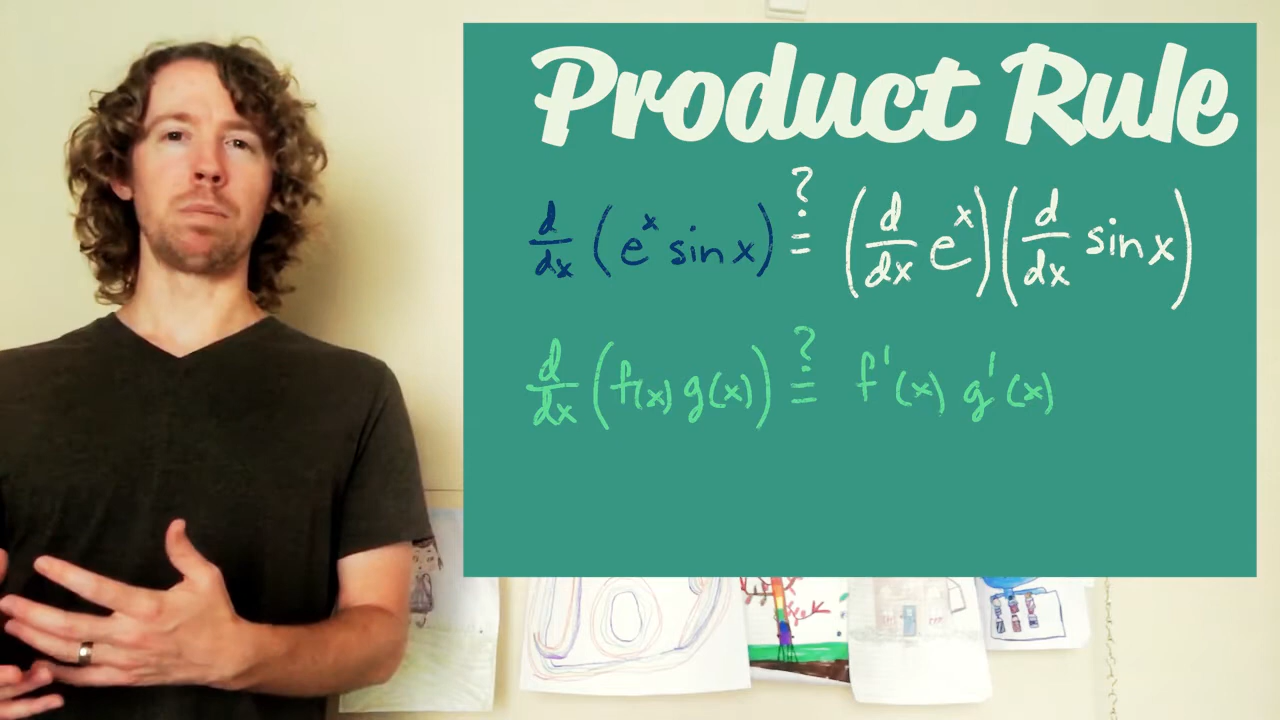 Product Rule
d/dx (e^x sin x) ≟ (d/dx e^x)(d/dx sin x)
d/dx (f(x) g(x)) ≟ f'(x) g'(x)